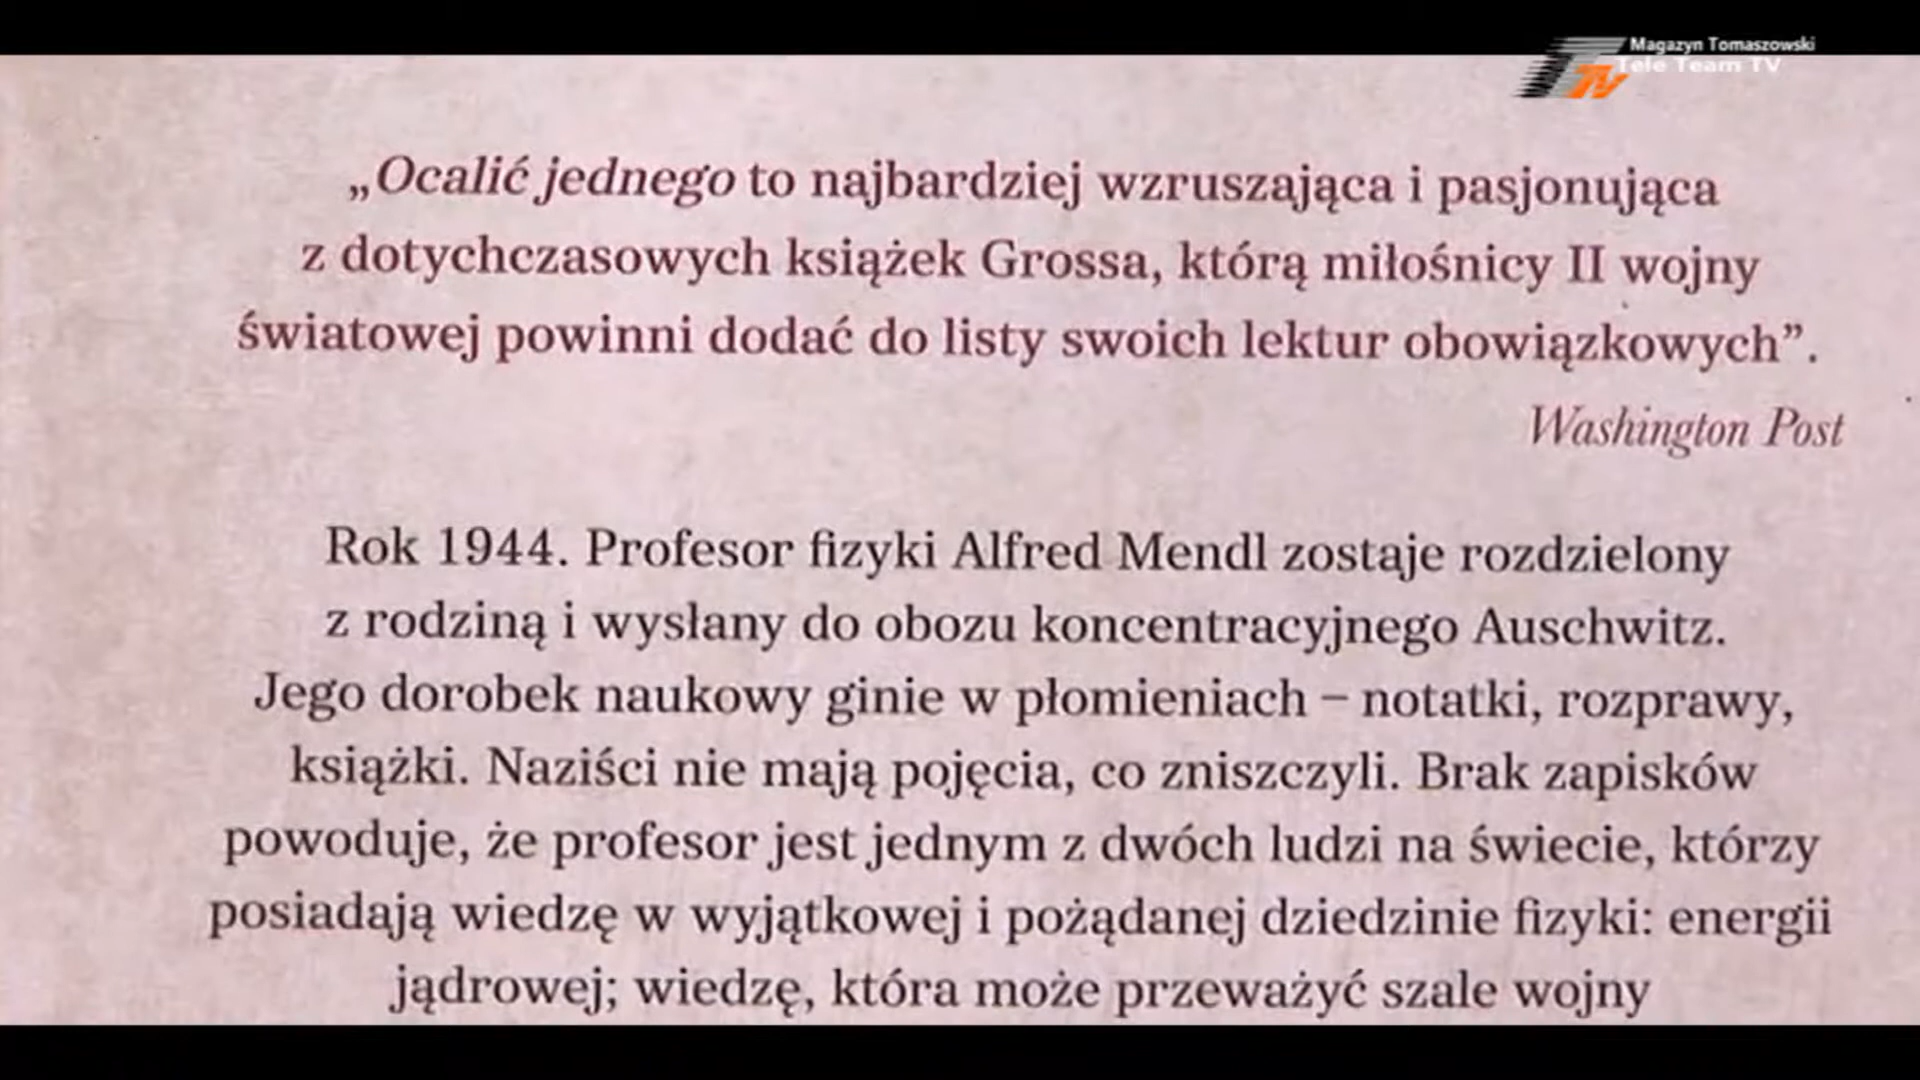 Magazyn Tomaszowski
Tele Team TV
TTV
„Ocalić jednego to najbardziej wzruszająca i pasjonująca
z dotychczasowych książek Grossa, którą miłośnicy II wojny
światowej powinni dodać do listy swoich lektur obowiązkowych”.
Washington Post
Rok 1944. Profesor fizyki Alfred Mendl zostaje rozdzielony
z rodziną i wysłany do obozu koncentracyjnego Auschwitz.
Jego dorobek naukowy ginie w płomieniach – notatki, rozprawy,
książki. Naziści nie mają pojęcia, co zniszczyli. Brak zapisków
powoduje, że profesor jest jednym z dwóch ludzi na świecie, którzy
posiadają wiedzę w wyjątkowej i pożądanej dziedzinie fizyki: energii
jądrowej; wiedzę, która może przeważyć szale wojny